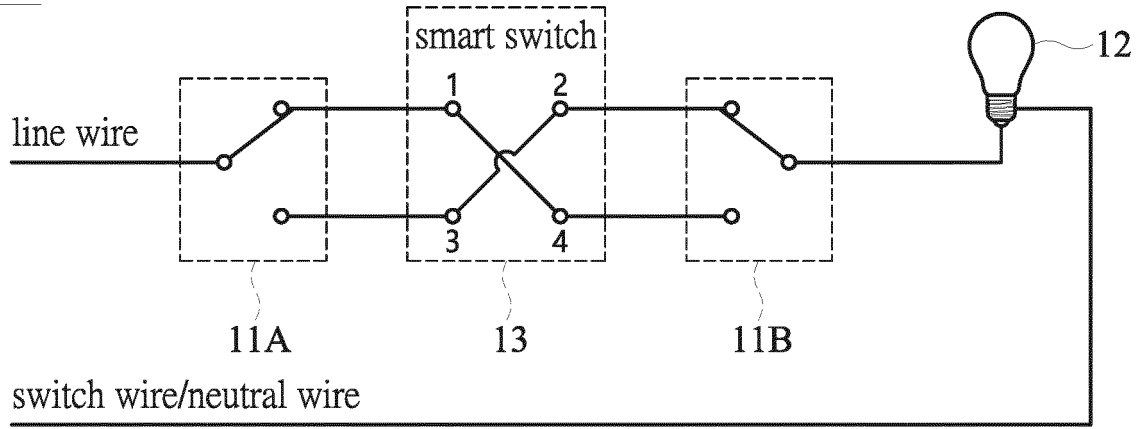 smart switch
12
1 2
line wire
3 4
11A
13
11B
switch wire/neutral wire